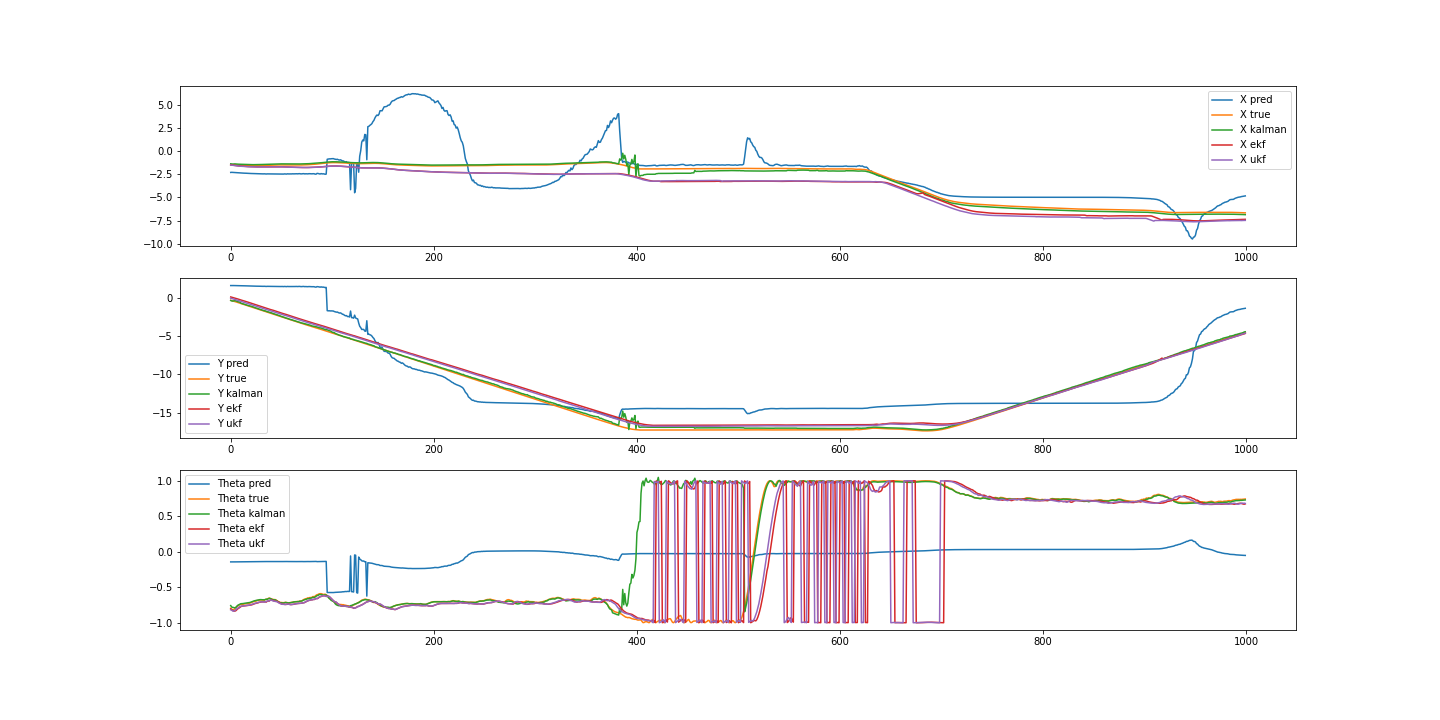 5.0
2.5
0.0
−2.5
−5.0
−7.5
−10.0
0 200 400 600 800 1000
X pred
X true
X kalman
X ekf
X ukf
0
−5
−10
−15
0 200 400 600 800 1000
Y pred
Y true
Y kalman
Y ekf
Y ukf
1.0
0.5
0.0
−0.5
−1.0
0 200 400 600 800 1000
Theta pred
Theta true
Theta kalman
Theta ekf
Theta ukf